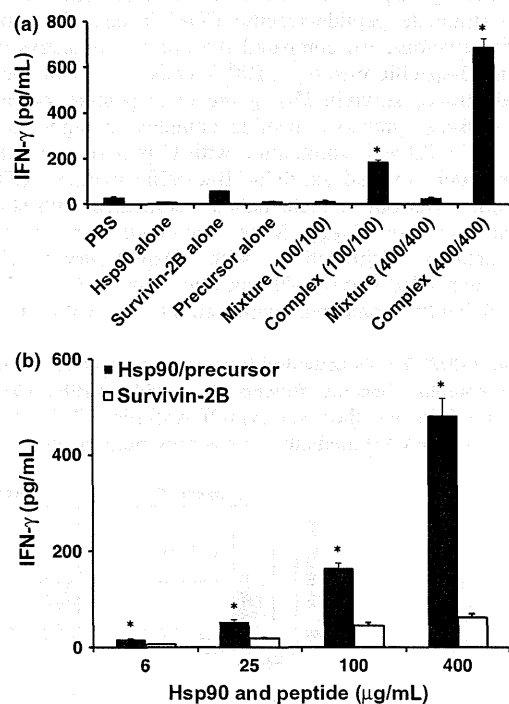 (a)
800
600
400
200
0
IFN-γ (pg/mL)
*
*
PBS
Hsp90 alone
Survivin-2B alone
Precursor alone
Mixture (100/100)
Complex (100/100)
Mixture (400/400)
Complex (400/400)
(b)
600
400
200
0
IFN-γ (pg/mL)
Hsp90/precursor
Survivin-2B
*
*
*
*
6 25 100 400
Hsp90 and peptide (μg/mL)